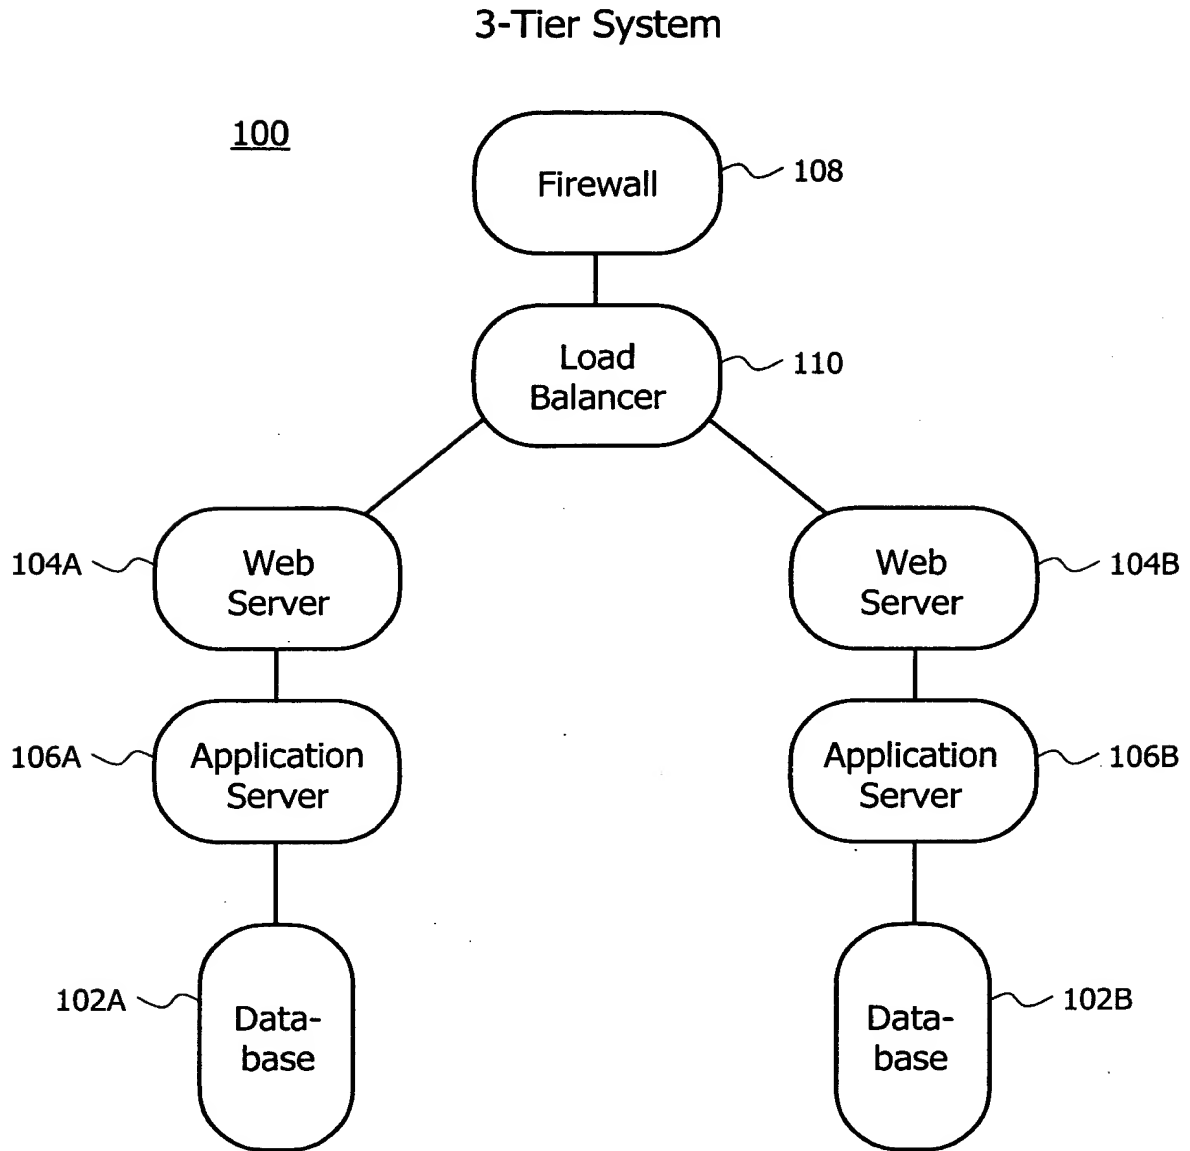 3-Tier System
100
Firewall
108
Load
Balancer
110
104A
Web
Server
Web
Server
104B
106A
Application
Server
Application
Server
106B
102A
Data-
base
Data-
base
102B